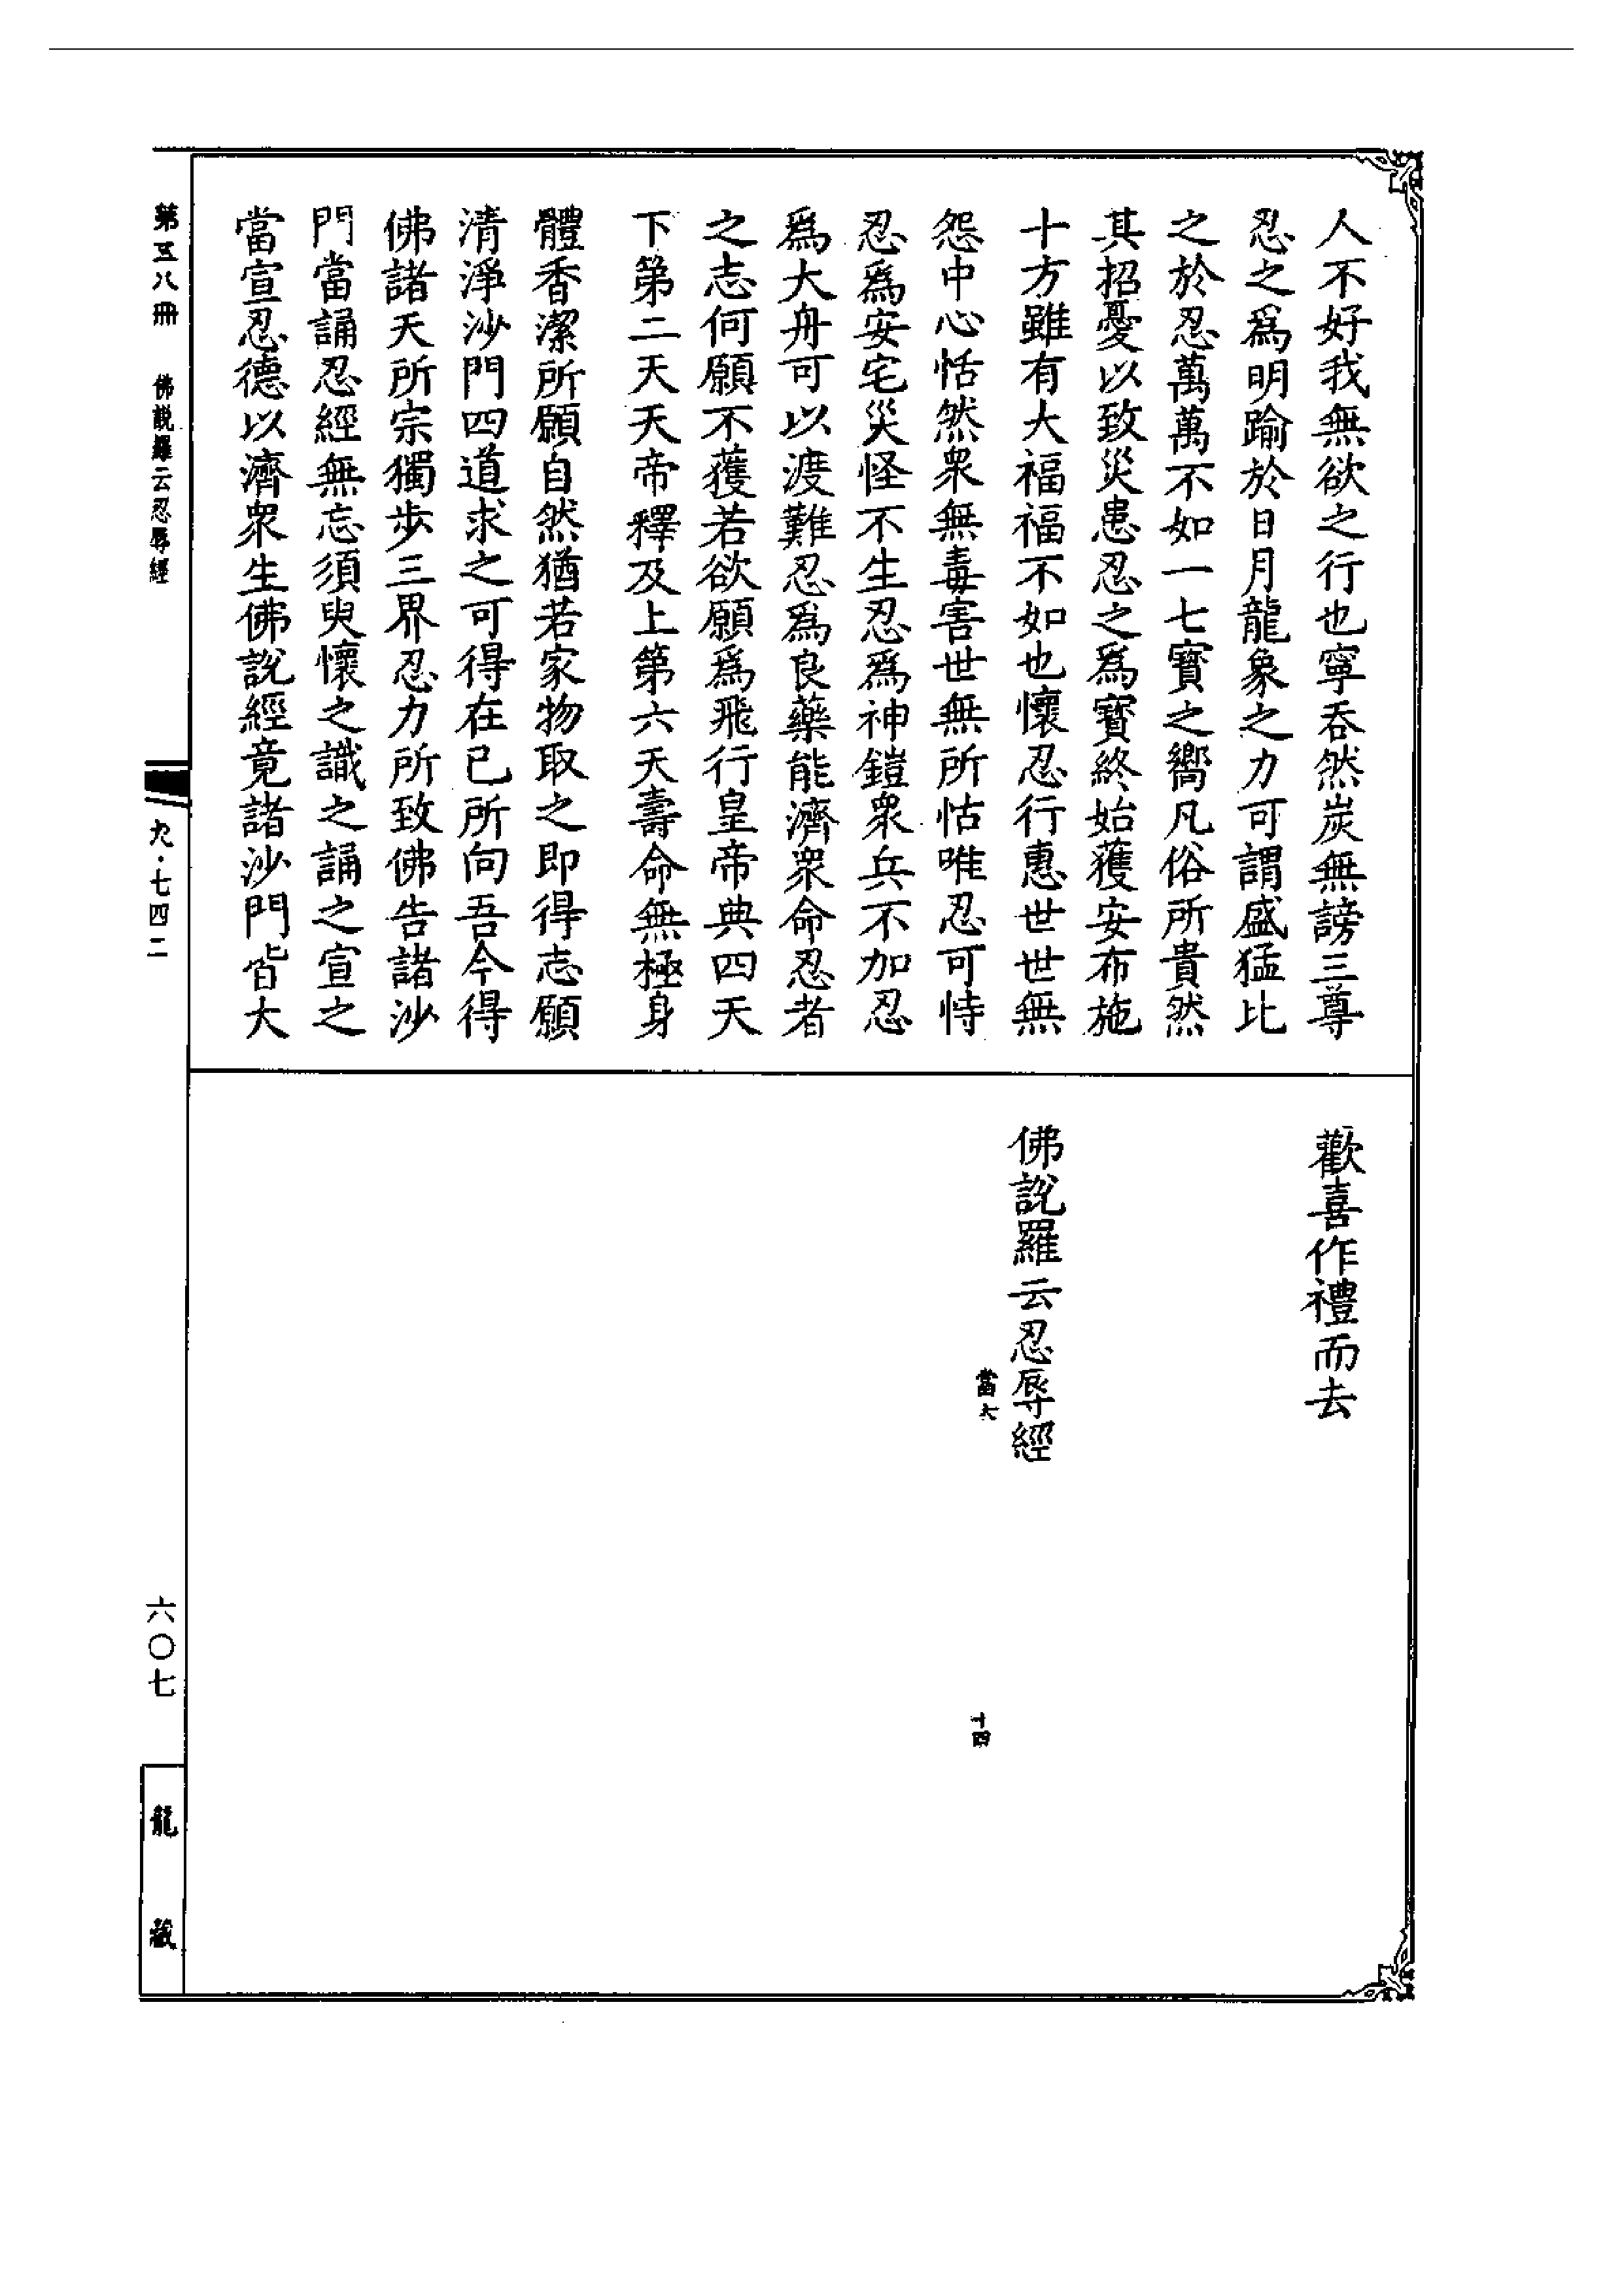 人不好我無欲之行也寧吞然炭無謗三尊
忍之為明踰於日月龍象之力可謂盛猛比
之於忍萬萬不如一七寶之嚮凡俗所貴然
其招憂以致災患忍之為寶終始獲安布施
十方雖有大福福不如也懷忍行惠世世無
怨中心恬然衆無毒害世無所怙唯忍可恃
忍為安宅災怪不生忍為神鎧衆兵不加忍
為大舟可以渡難忍為良藥能濟衆命忍者
之志何願不獲若欲願為飛行皇帝典四天
下第二天天帝釋及上第六天壽命無極身
體香潔所願自然猶若家物取之即得志願
清淨沙門四道求之可得在已所向吾今得
佛諸天所宗獨步三界忍力所致佛告諸沙
門當誦忍經無忘須臾懷之識之誦之宣之
當宣忍德以濟衆生佛說經竟諸沙門皆大
歡喜作禮而去
佛說羅云忍辱經
當六
十四
第五八冊 佛說羅云忍辱經
九·七四二
六〇七
龍藏